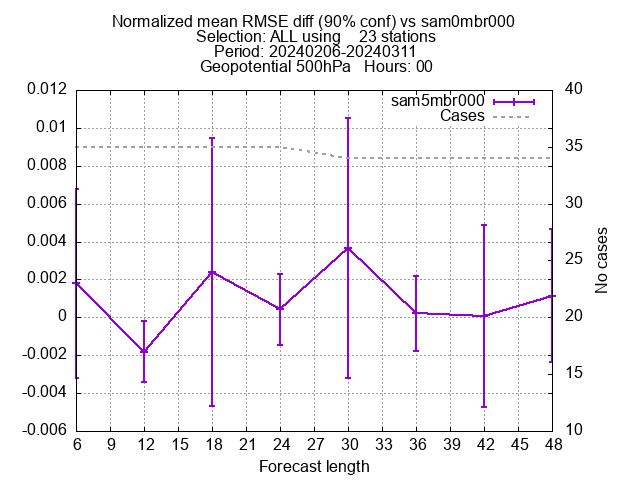 Normalized mean RMSE diff (90% conf) vs sam0mbr000
Selection: ALL using    23 stations
Period: 20240206-20240311
Geopotential 500hPa   Hours: 00
sam5mbr000
Cases
0.012
0.01
0.008
0.006
0.004
0.002
0
-0.002
-0.004
-0.006
40
35
30
25
20
15
10
No cases
6 9 12 15 18 21 24 27 30 33 36 39 42 45 48
Forecast length